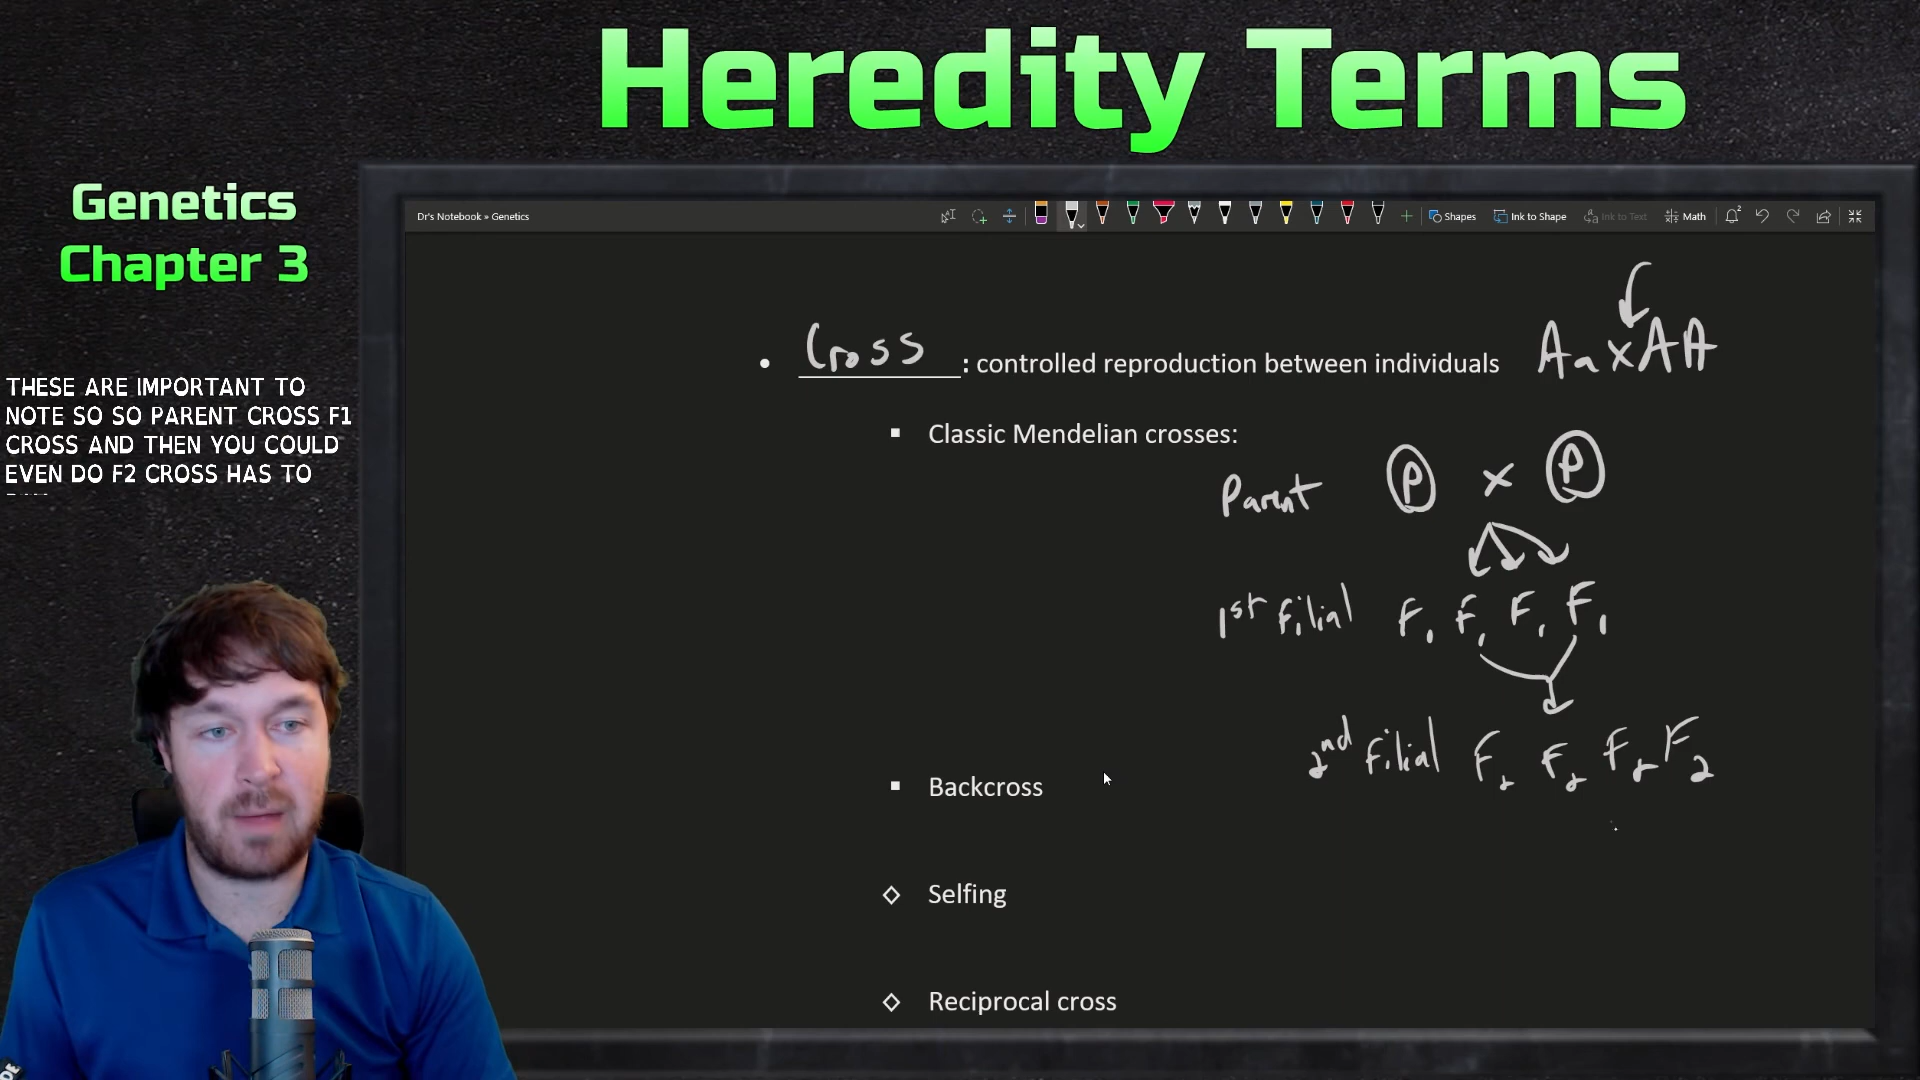 Heredity Terms
Genetics
Chapter 3
Dr's Notebook » Genetics
Shapes Ink to Shape Ink to Text Math
THESE ARE IMPORTANT TO
NOTE SO SO PARENT CROSS F1
CROSS AND THEN YOU COULD
EVEN DO F2 CROSS HAS TO
• Cross : controlled reproduction between individuals Aa x AA
▪ Classic Mendelian crosses:
Parent P x P
1st filial F1 F1 F1 F1
2nd filial F2 F2 F2 F2
▪ Backcross
◇ Selfing
◇ Reciprocal cross